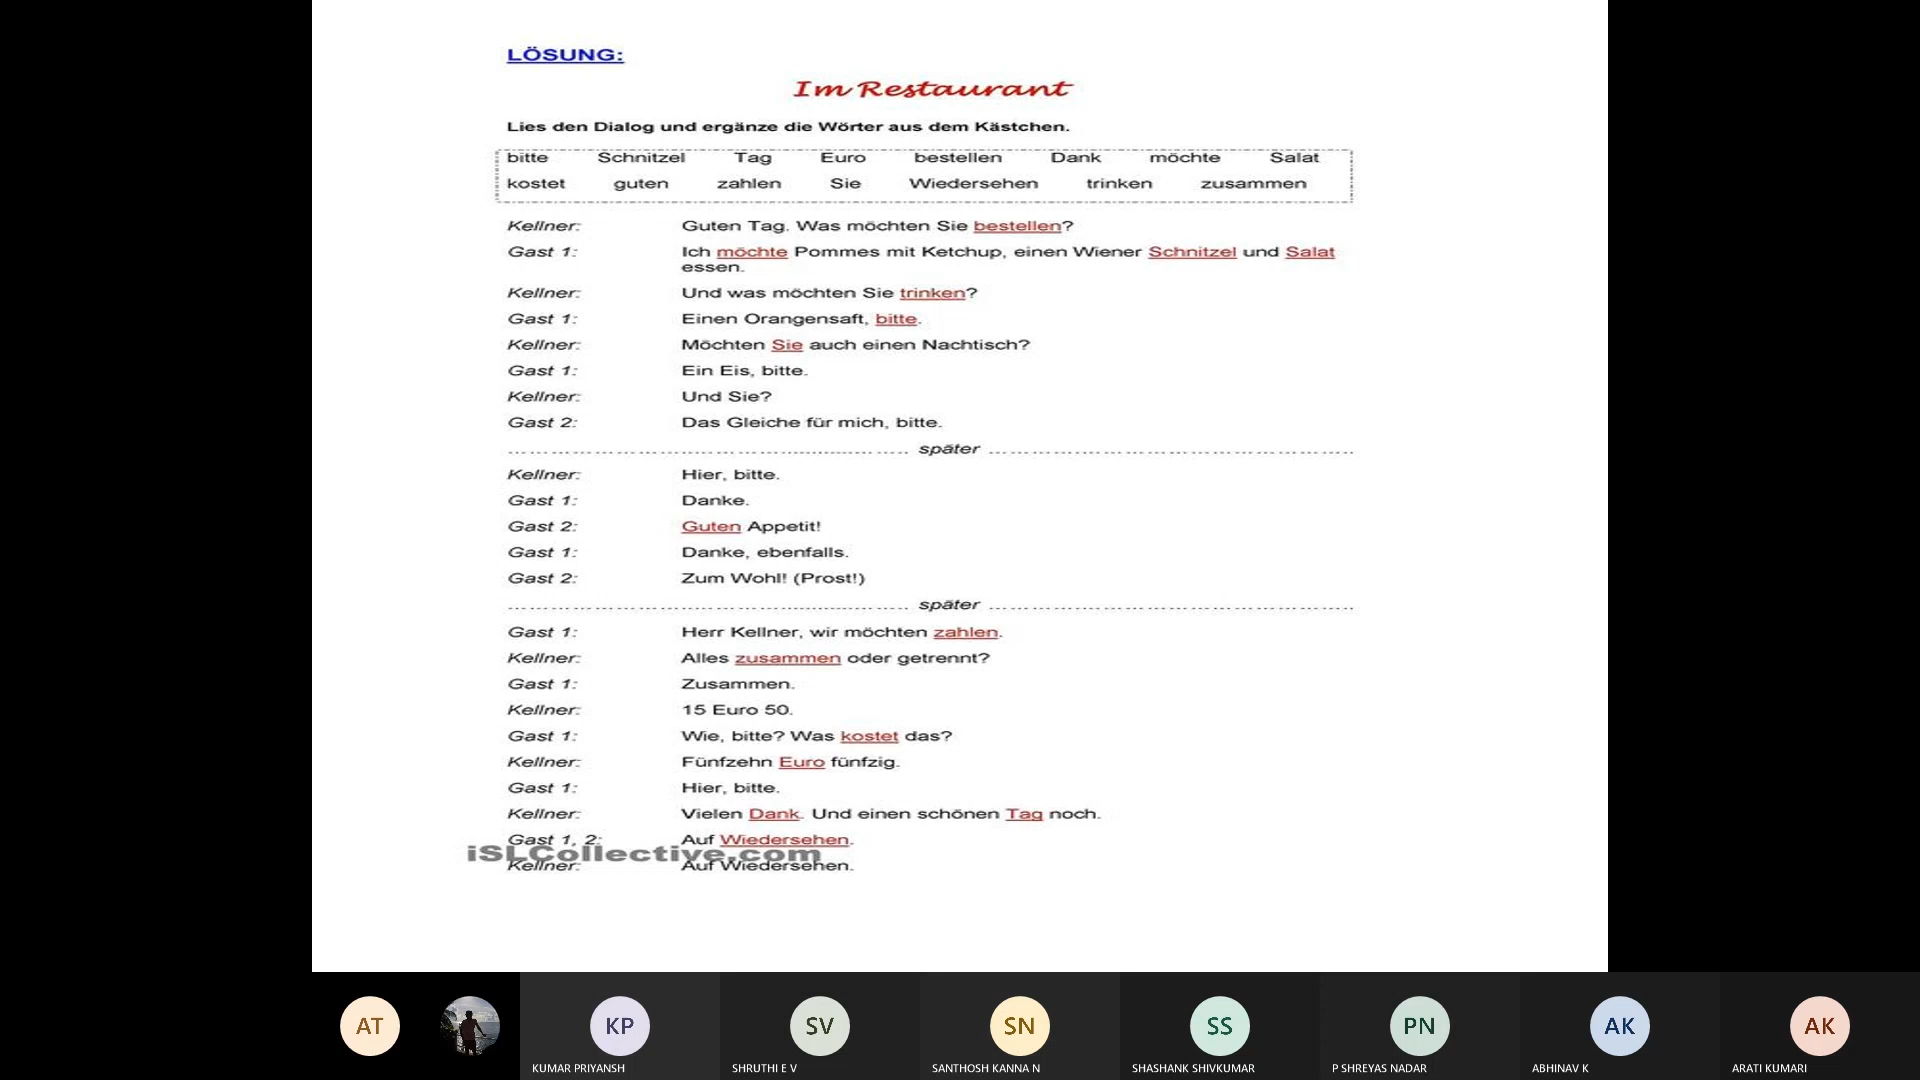 LÖSUNG:
Im Restaurant
Lies den Dialog und ergänze die Wörter aus dem Kästchen.
bitte Schnitzel Tag Euro bestellen Dank möchte Salat
kostet guten zahlen Sie Wiedersehen trinken zusammen
Kellner: Guten Tag. Was möchten Sie bestellen?
Gast 1: Ich möchte Pommes mit Ketchup, einen Wiener Schnitzel und Salat
essen.
Kellner: Und was möchten Sie trinken?
Gast 1: Einen Orangensaft, bitte.
Kellner: Möchten Sie auch einen Nachtisch?
Gast 1: Ein Eis, bitte.
Kellner: Und Sie?
Gast 2: Das Gleiche für mich, bitte.
später
Kellner: Hier, bitte.
Gast 1: Danke.
Gast 2: Guten Appetit!
Gast 1: Danke, ebenfalls.
Gast 2: Zum Wohl! (Prost!)
später
Gast 1: Herr Kellner, wir möchten zahlen.
Kellner: Alles zusammen oder getrennt?
Gast 1: Zusammen.
Kellner: 15 Euro 50.
Gast 1: Wie, bitte? Was kostet das?
Kellner: Fünfzehn Euro fünfzig.
Gast 1: Hier, bitte.
Kellner: Vielen Dank. Und einen schönen Tag noch.
Gast 1, 2: Auf Wiedersehen.
iSLCollective.com
Kellner: Auf Wiedersehen.
AT KP SV SN SS PN AK AK
KUMAR PRIYANSH SHRUTHI E V SANTHOSH KANNA N SHASHANK SHIVKUMAR P SHREYAS NADAR ABHINAV K ARATI KUMARI